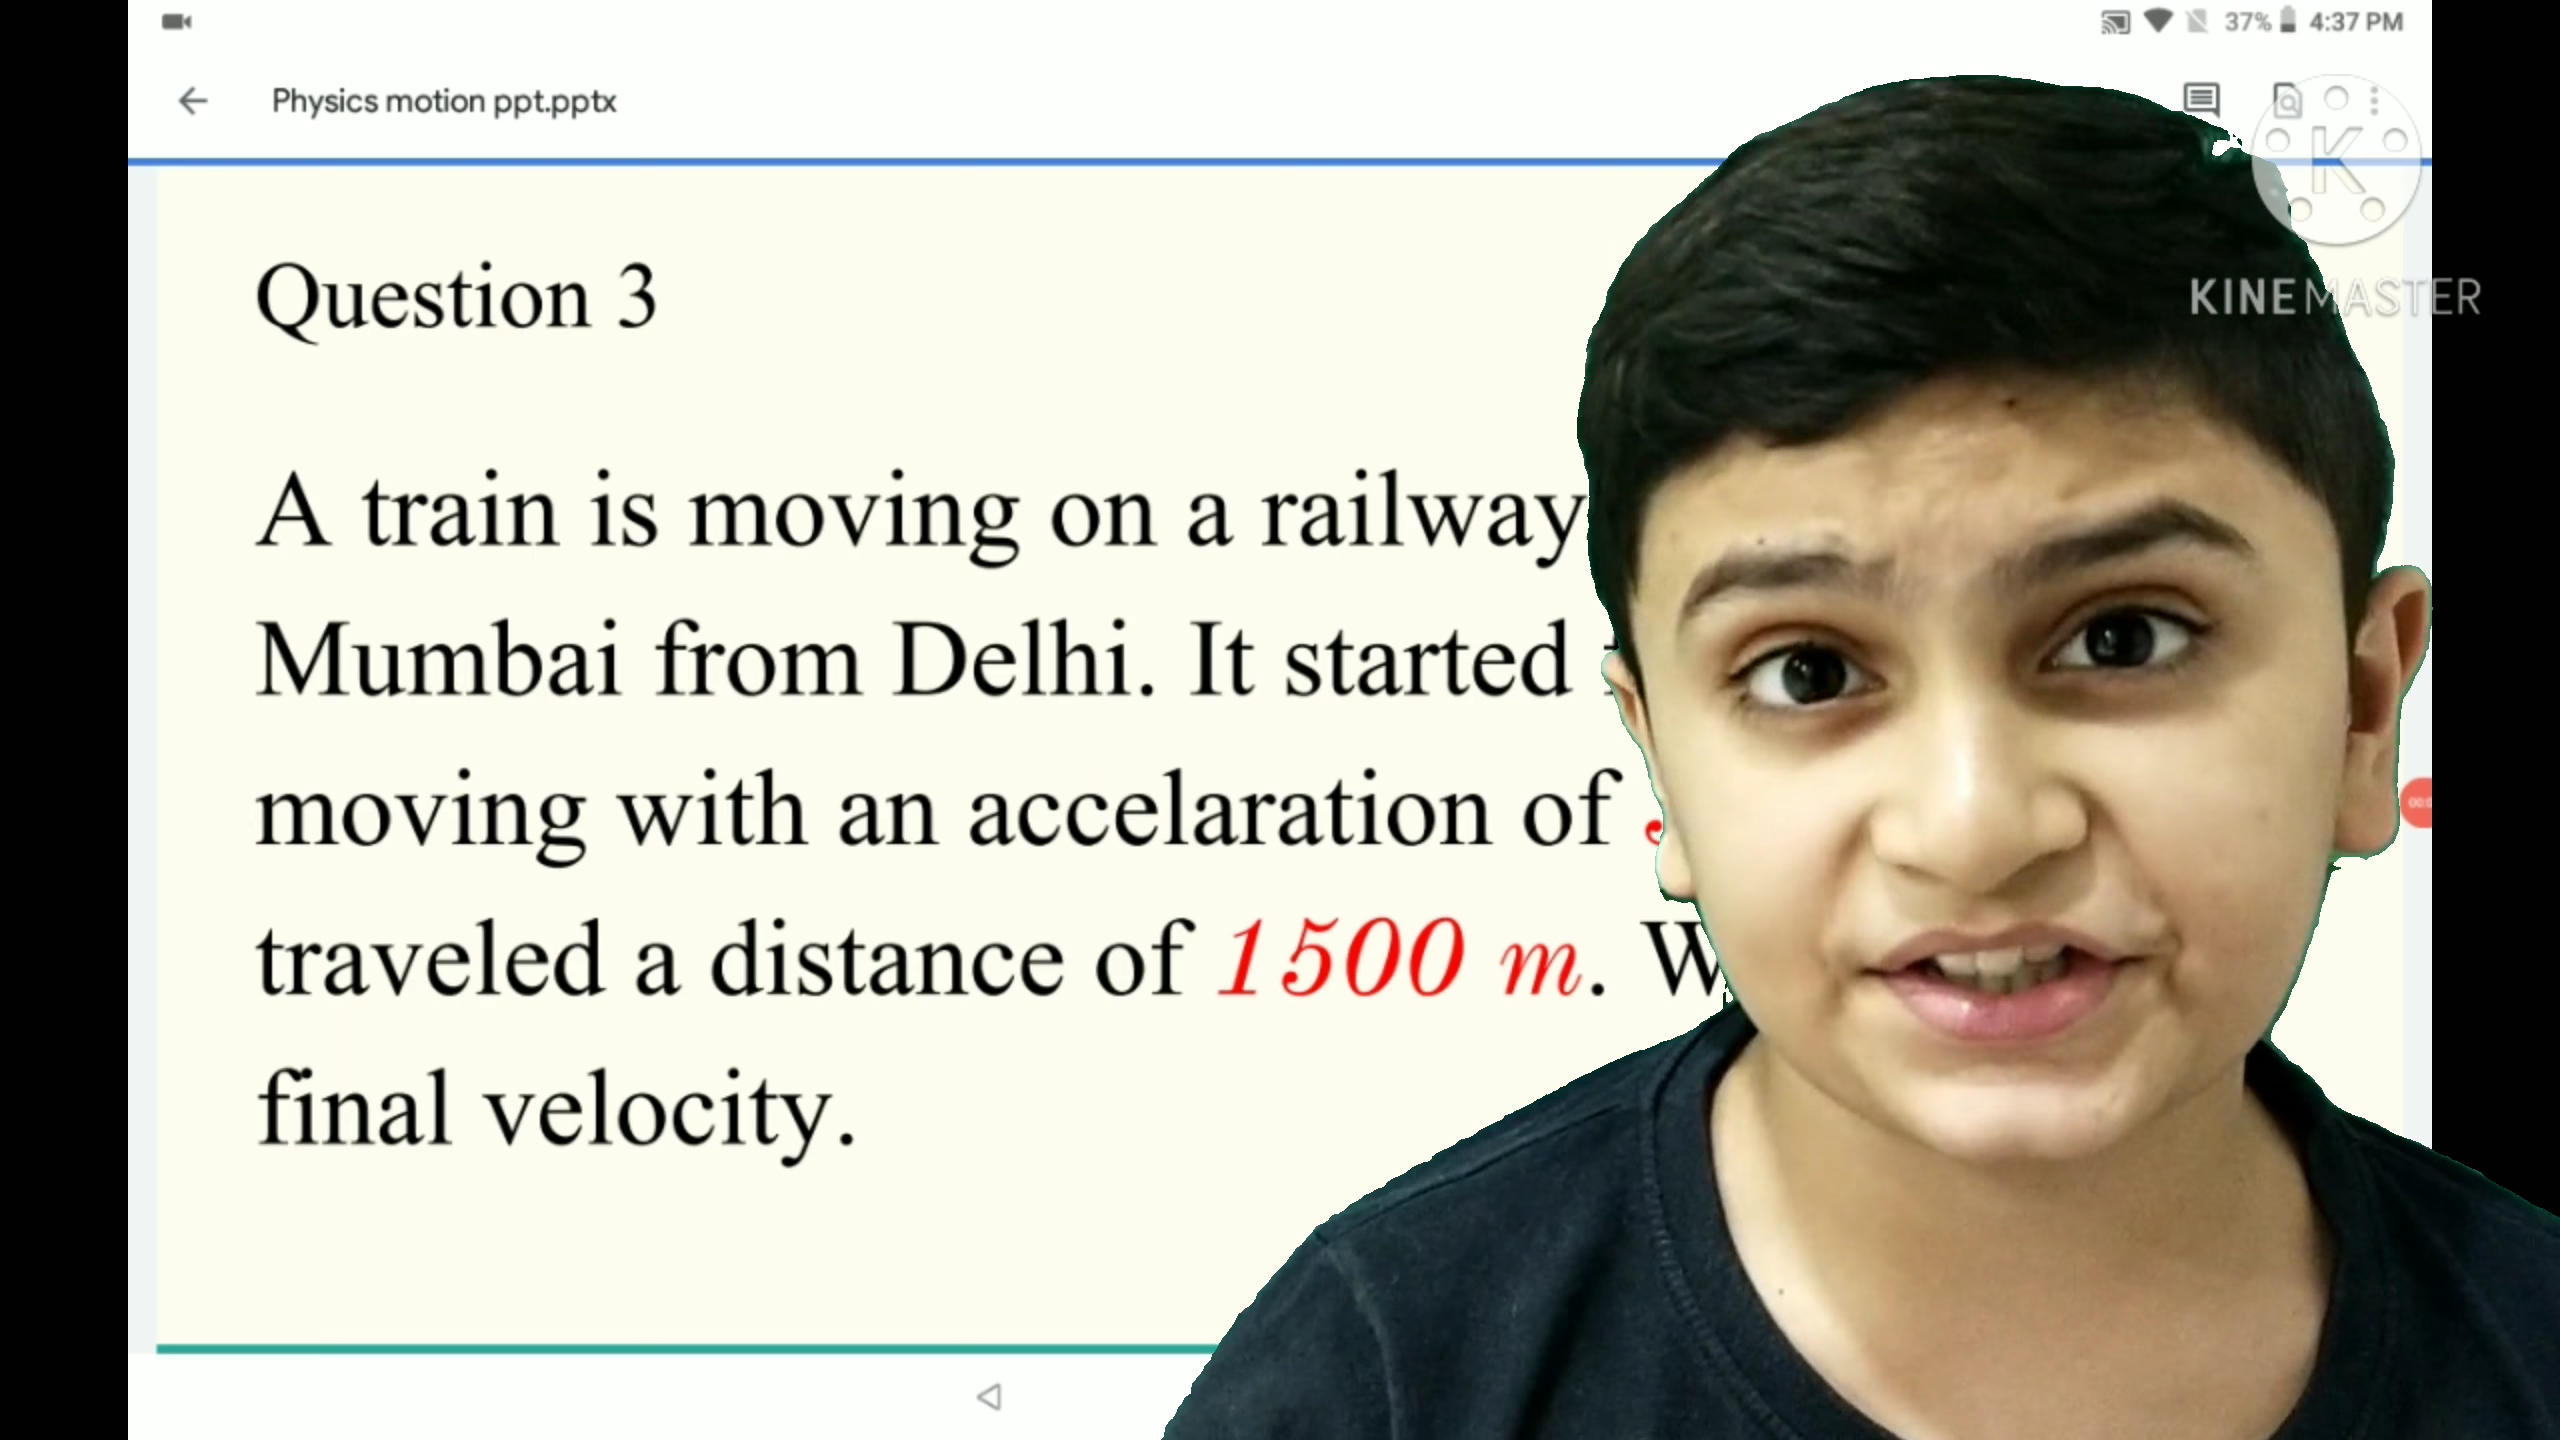 37% 4:37 PM
Physics motion ppt.pptx
K
KINEMASTER
Question 3
A train is moving on a railway
Mumbai from Delhi. It started
moving with an accelaration of
traveled a distance of 1500 m.
final velocity.